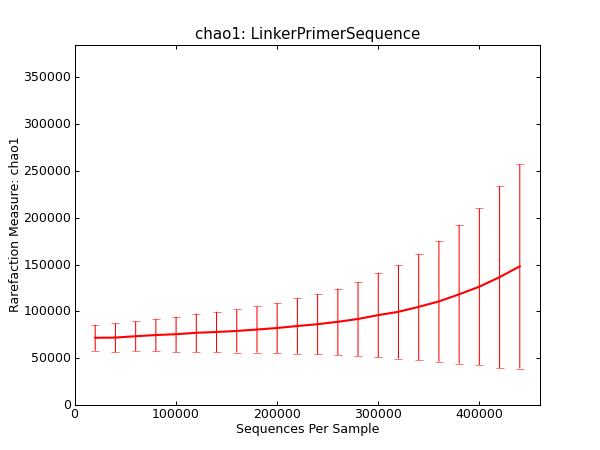 chao1: LinkerPrimerSequence
350000
300000
250000
200000
150000
100000
50000
0
Rarefaction Measure: chao1
0 100000 200000 300000 400000
Sequences Per Sample